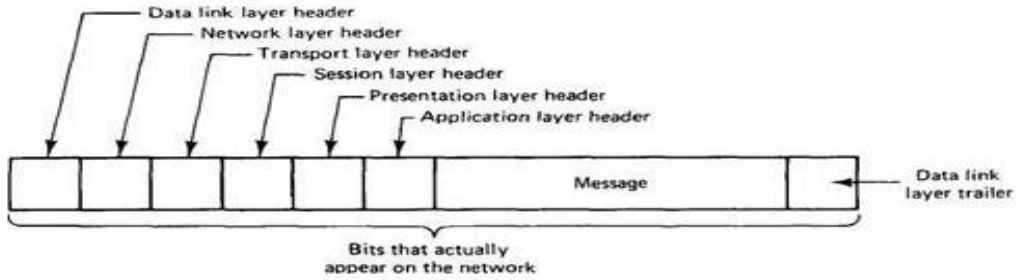 Data link layer header
Network layer header
Transport layer header
Session layer header
Presentation layer header
Application layer header
Message
Data link
layer trailer
Bits that actually
appear on the network